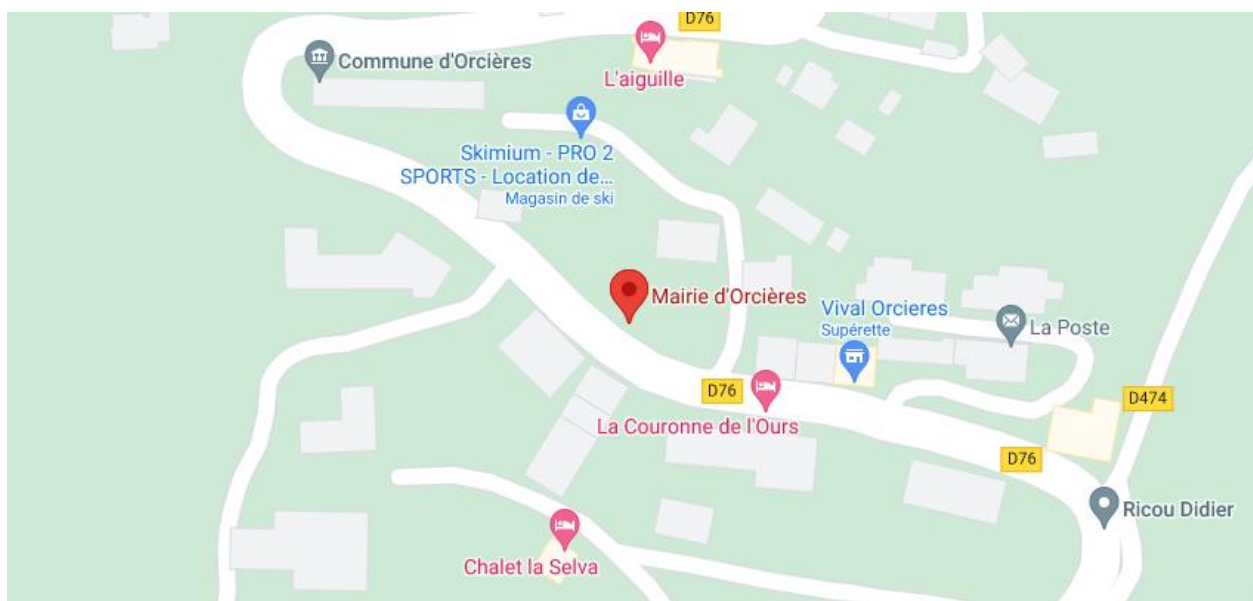 D76
Commune d'Orcières
L'aiguille
Skimium - PRO 2
SPORTS - Location de...
Magasin de ski
Mairie d'Orcières
Vival Orcieres
Supérette
La Poste
D76
D474
La Couronne de l'Ours
D76
Ricou Didier
Chalet la Selva